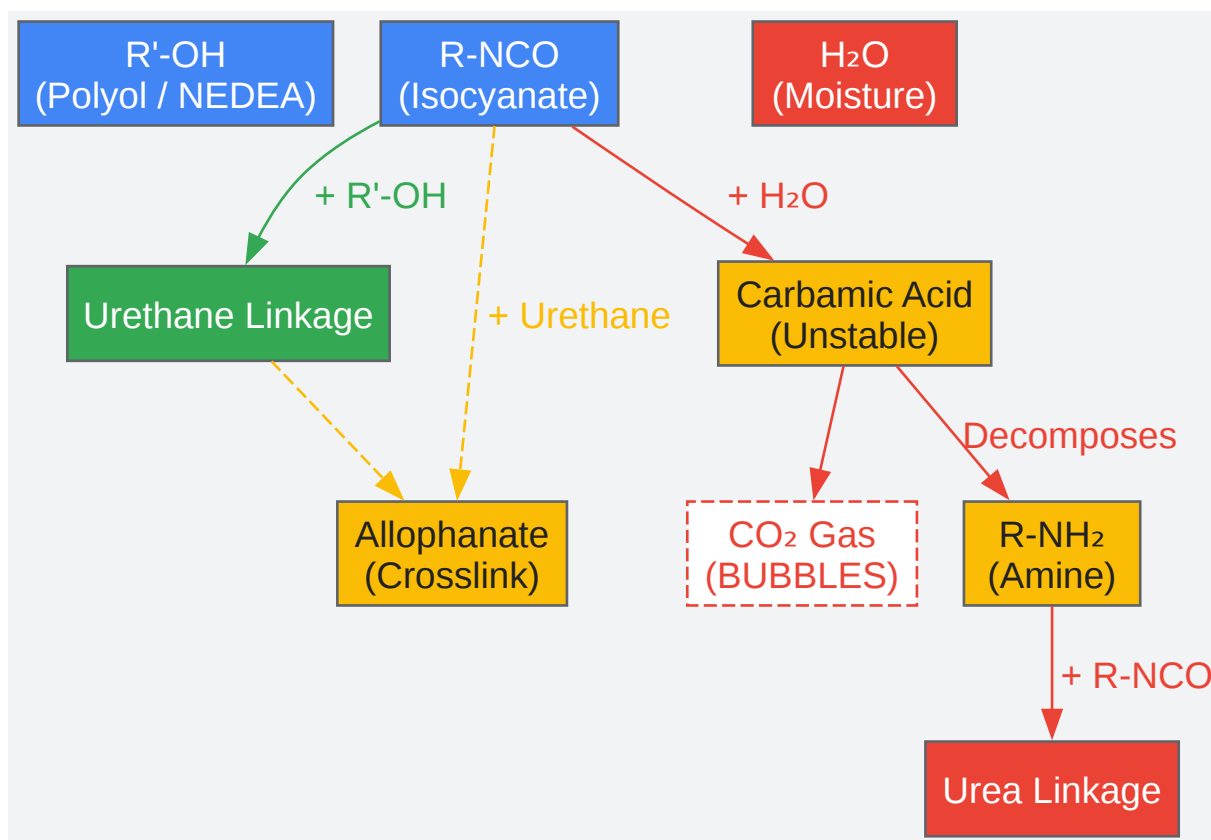 R'-OH
(Polyol / NEDEA)
R-NCO
(Isocyanate)
H₂O
(Moisture)
+ R'-OH
+ H₂O
Urethane Linkage
+ Urethane
Carbamic Acid
(Unstable)
Decomposes
Allophanate
(Crosslink)
CO₂ Gas
(BUBBLES)
R-NH₂
(Amine)
+ R-NCO
Urea Linkage